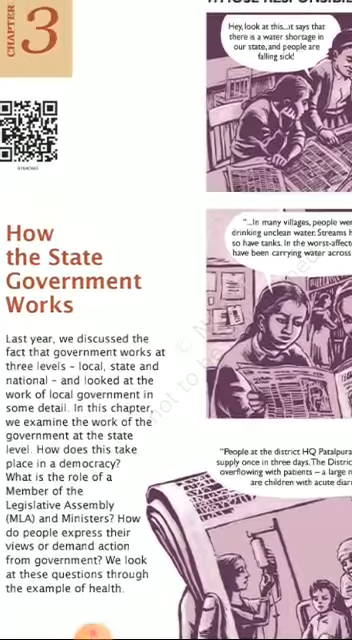 CHAPTER
3
How
the State
Government
Works
Last year, we discussed the
fact that government works at
three levels – local, state and
national – and looked at the
work of local government in
some detail. In this chapter,
we examine the work of the
government at the state
level. How does this take
place in a democracy?
What is the role of a
Member of the
Legislative Assembly
(MLA) and Ministers? How
do people express their
views or demand action
from government? We look
at these questions through
the example of health.
Hey, look at this...it says that
there is a water shortage in
our state, and people are
falling sick!
"...In many villages, people
drinking unclean water. Streams
so have tanks. In the
have been carrying water across
"People at the district HQ
supply once in three days. The
overflowing with patients – a large
are children with acute